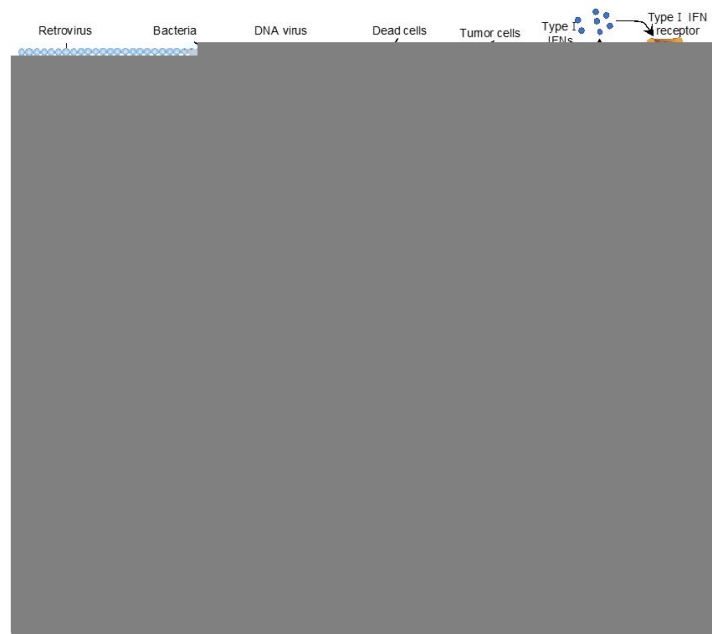 Retrovirus
Bacteria
DNA virus
Dead cells
Tumor cells
Type I
IFNs
Type I IFN
receptor